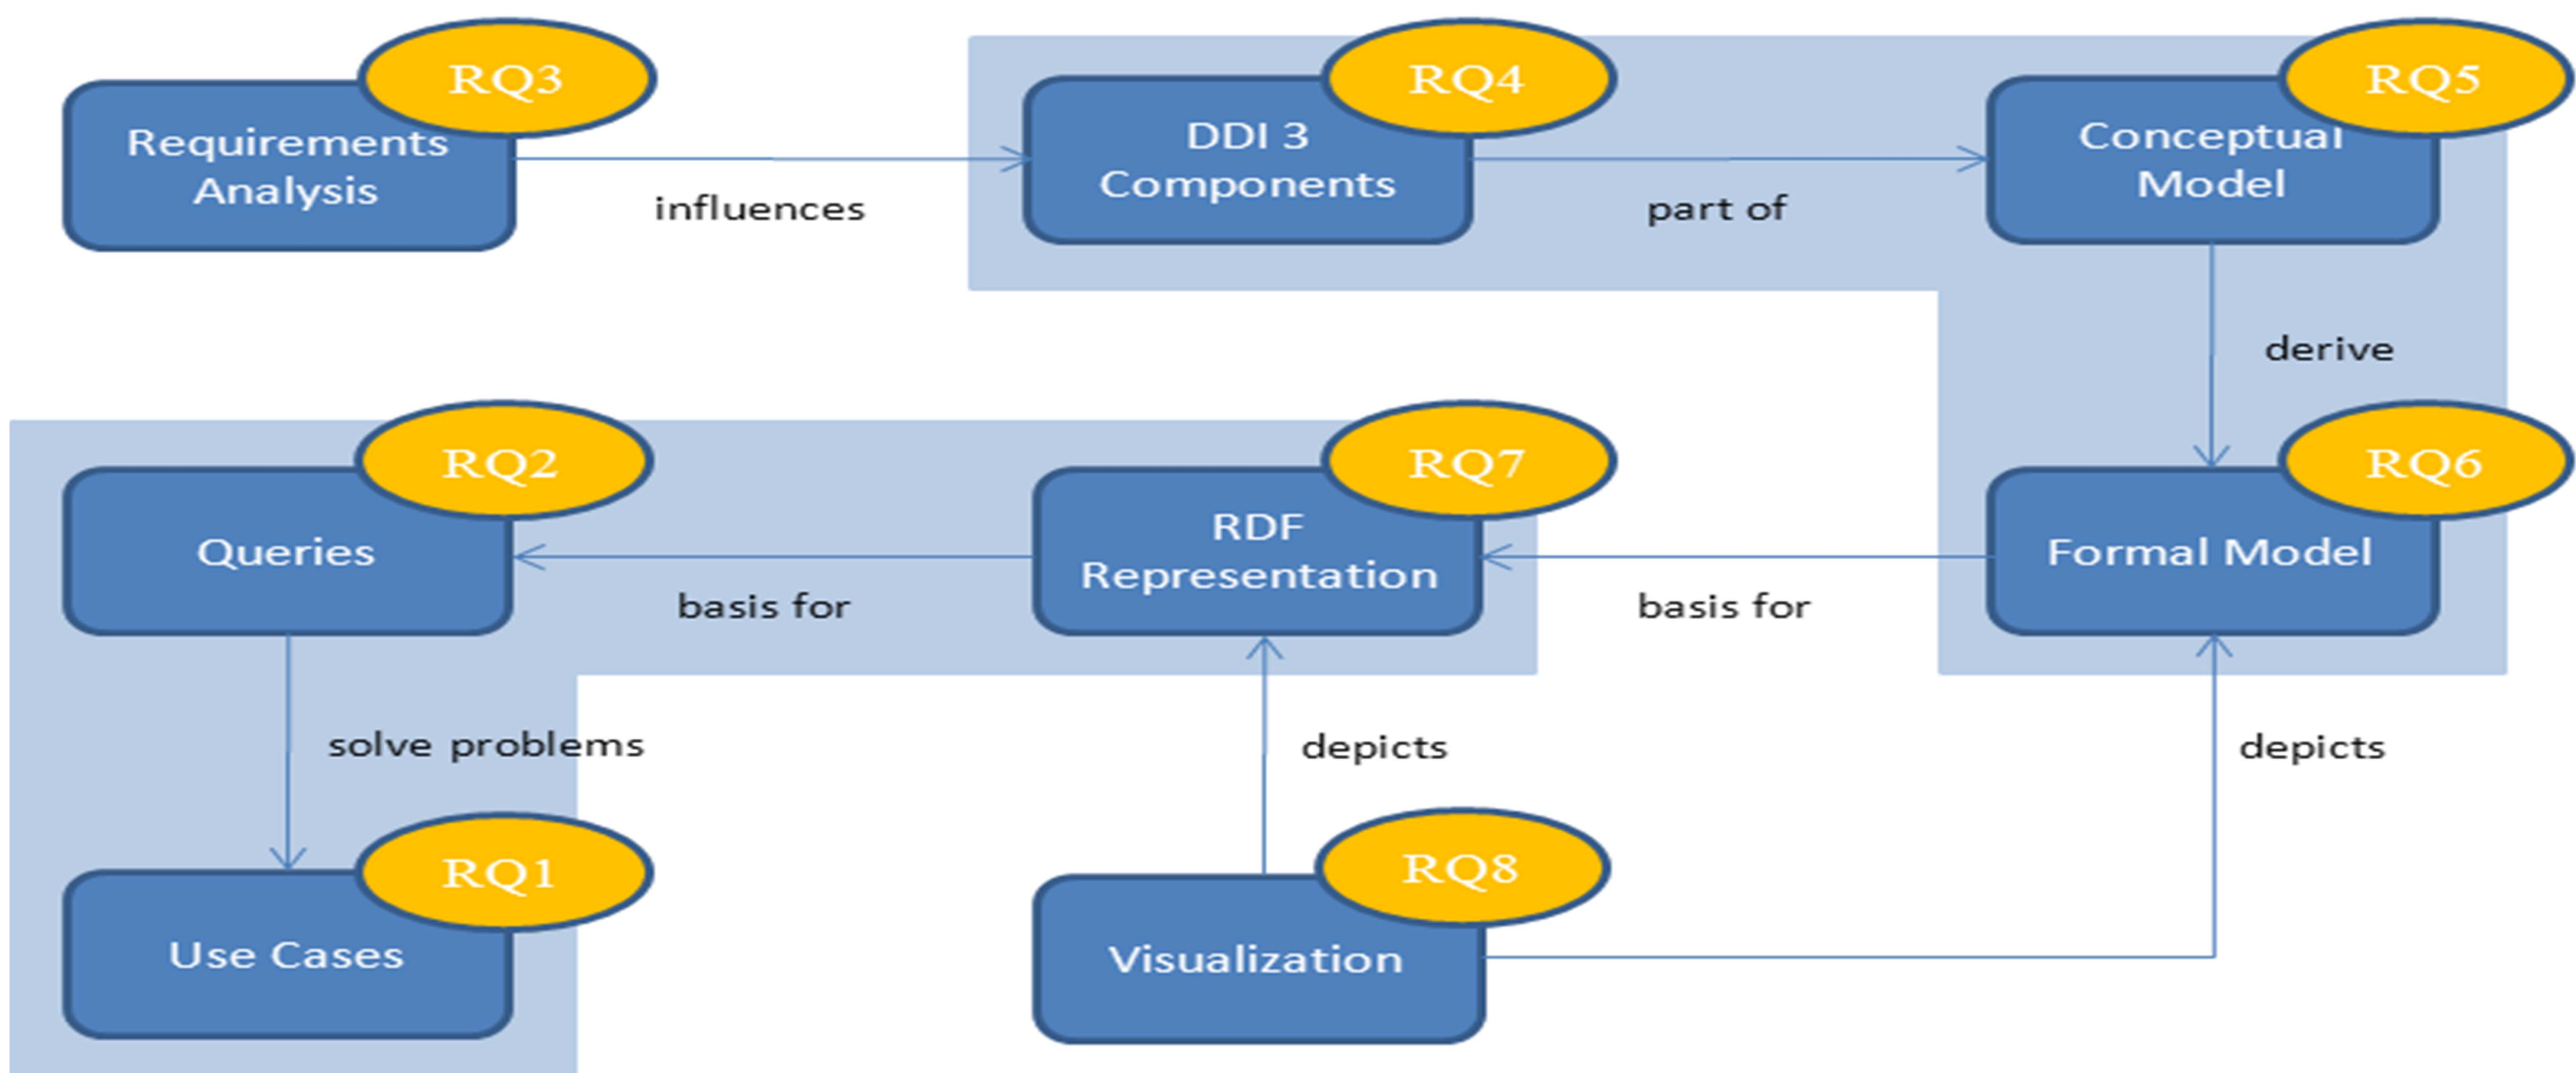 RQ3
Requirements
Analysis
influences
RQ4
DDI 3
Components
part of
RQ5
Conceptual
Model
derive
RQ2
Queries
basis for
RQ7
RDF
Representation
basis for
RQ6
Formal Model
solve problems
depicts
depicts
RQ1
Use Cases
RQ8
Visualization